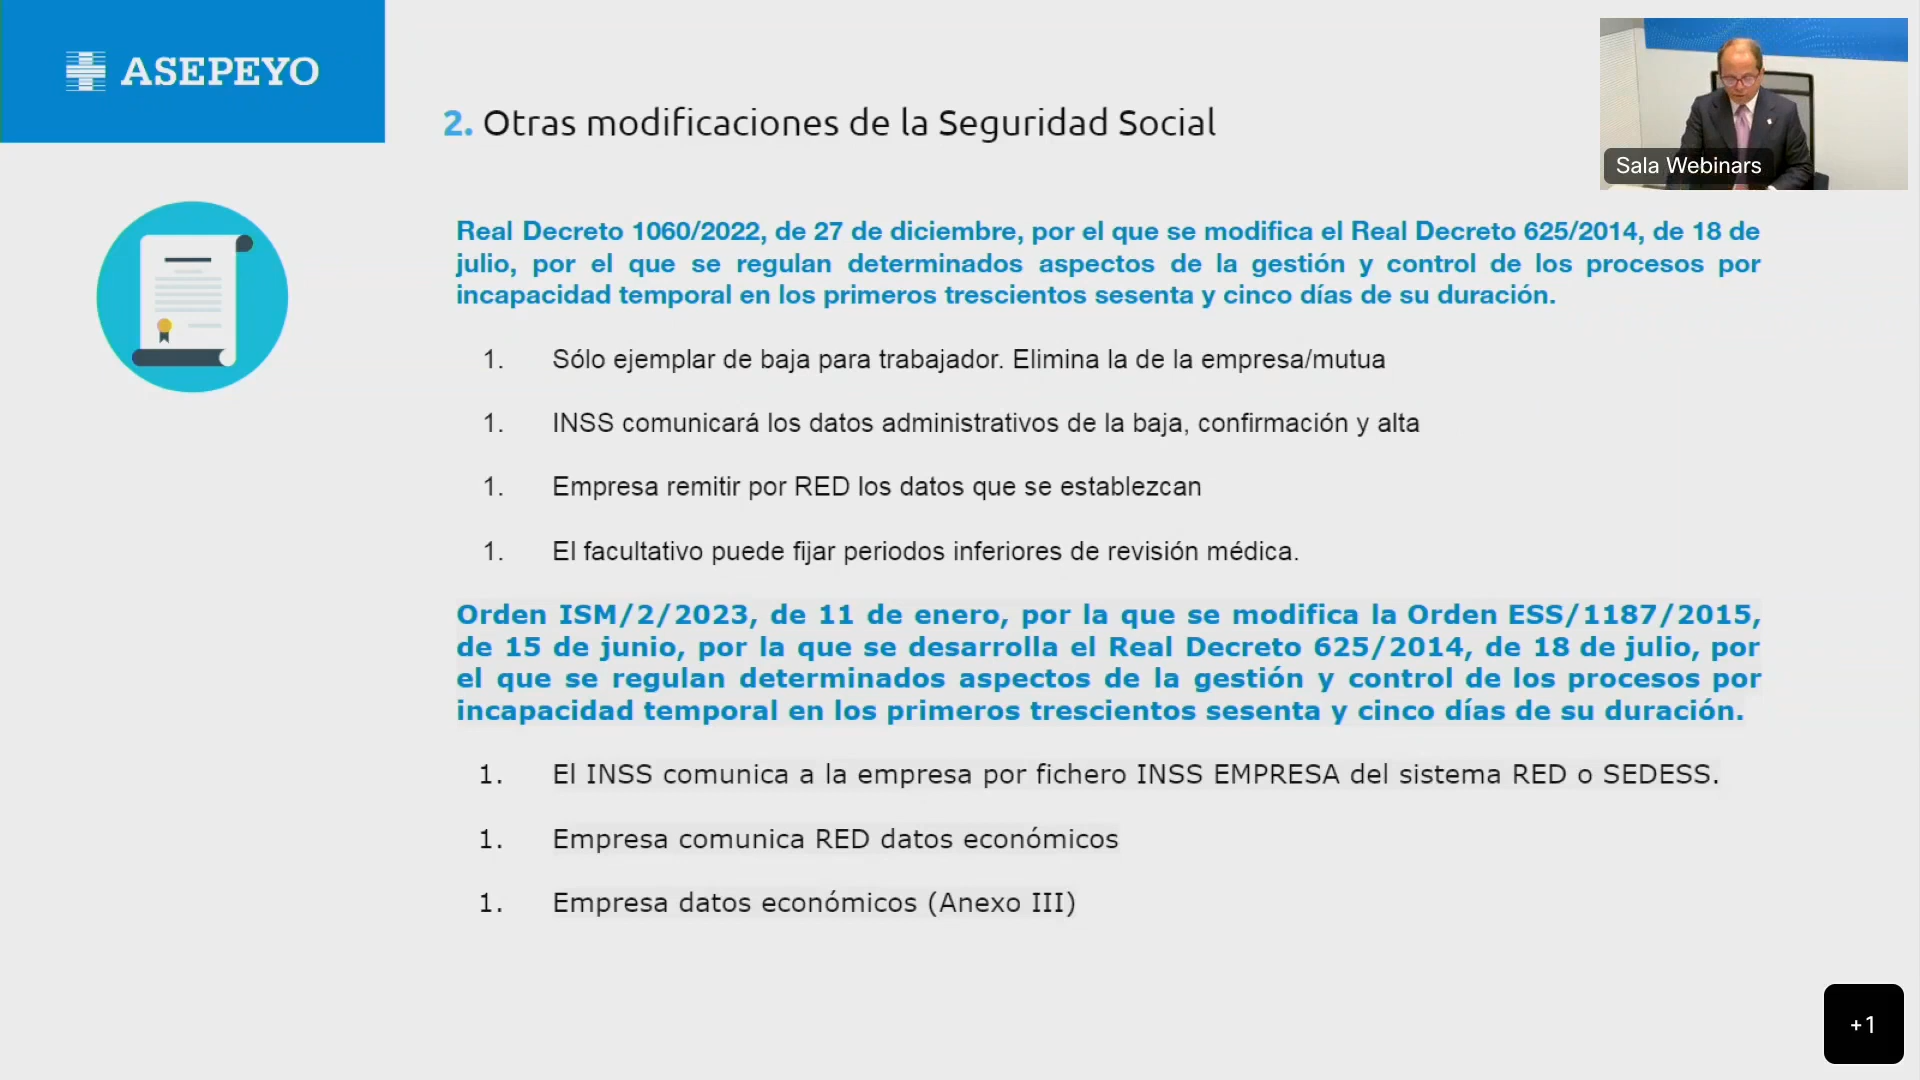 ASEPEYO
2. Otras modificaciones de la Seguridad Social
Sala Webinars
Real Decreto 1060/2022, de 27 de diciembre, por el que se modifica el Real Decreto 625/2014, de 18 de
julio, por el que se regulan determinados aspectos de la gestión y control de los procesos por
incapacidad temporal en los primeros trescientos sesenta y cinco días de su duración.
1. Sólo ejemplar de baja para trabajador. Elimina la de la empresa/mutua
1. INSS comunicará los datos administrativos de la baja, confirmación y alta
1. Empresa remitir por RED los datos que se establezcan
1. El facultativo puede fijar periodos inferiores de revisión médica.
Orden ISM/2/2023, de 11 de enero, por la que se modifica la Orden ESS/1187/2015,
de 15 de junio, por la que se desarrolla el Real Decreto 625/2014, de 18 de julio, por
el que se regulan determinados aspectos de la gestión y control de los procesos por
incapacidad temporal en los primeros trescientos sesenta y cinco días de su duración.
1. El INSS comunica a la empresa por fichero INSS EMPRESA del sistema RED o SEDESS.
1. Empresa comunica RED datos económicos
1. Empresa datos económicos (Anexo III)
+1